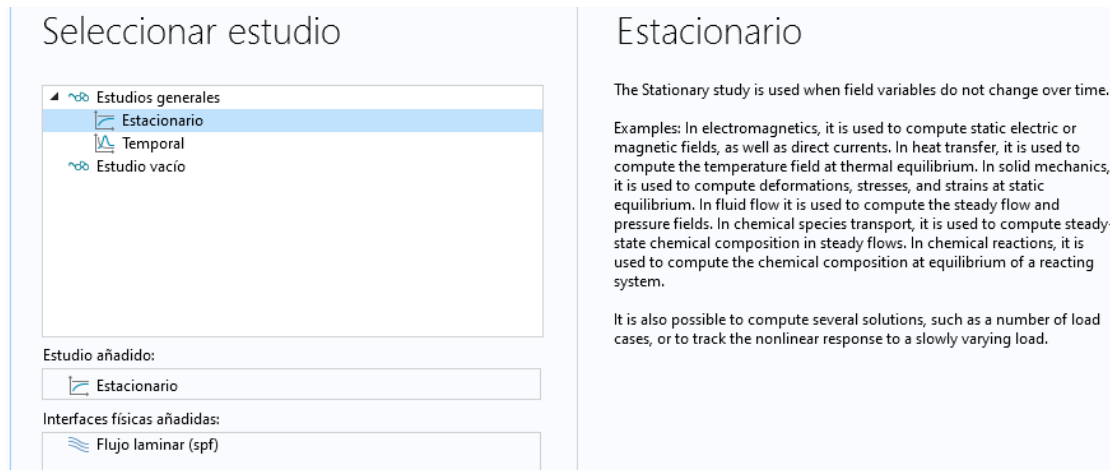 Seleccionar estudio
Estudios generales
Estacionario
Temporal
Estudio vacío
Estudio añadido:
Estacionario
Interfaces físicas añadidas:
Flujo laminar (spf)
Estacionario
The Stationary study is used when field variables do not change over time.
Examples: In electromagnetics, it is used to compute static electric or
magnetic fields, as well as direct currents. In heat transfer, it is used to
compute the temperature field at thermal equilibrium. In solid mechanics,
it is used to compute deformations, stresses, and strains at static
equilibrium. In fluid flow it is used to compute the steady flow and
pressure fields. In chemical species transport, it is used to compute steady-
state chemical composition in steady flows. In chemical reactions, it is
used to compute the chemical composition at equilibrium of a reacting
system.
It is also possible to compute several solutions, such as a number of load
cases, or to track the nonlinear response to a slowly varying load.